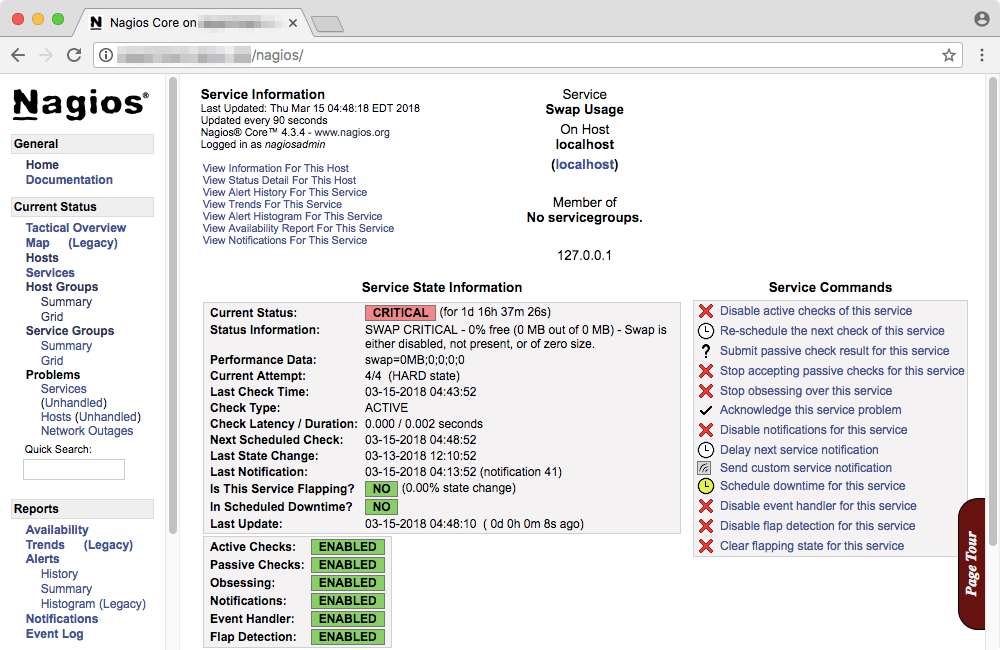 Nagios Core on
/nagios/
Nagios®
General
Home
Documentation
Current Status
Tactical Overview
Map (Legacy)
Hosts
Services
Host Groups
Summary
Grid
Service Groups
Summary
Grid
Problems
Services
(Unhandled)
Hosts (Unhandled)
Network Outages
Quick Search:
Reports
Availability
Trends (Legacy)
Alerts
History
Summary
Histogram (Legacy)
Notifications
Event Log
Service Information
Last Updated: Thu Mar 15 04:48:18 EDT 2018
Updated every 90 seconds
Nagios® Core™ 4.3.4 - www.nagios.org
Logged in as nagiosadmin
View Information For This Host
View Status Detail For This Host
View Alert History For This Service
View Trends For This Service
View Alert Histogram For This Service
View Availability Report For This Service
View Notifications For This Service
Service
Swap Usage
On Host
localhost
(localhost)
Member of
No servicegroups.
127.0.0.1
Service State Information
Current Status: CRITICAL (for 1d 16h 37m 26s)
Status Information: SWAP CRITICAL - 0% free (0 MB out of 0 MB) - Swap is
either disabled, not present, or of zero size.
Performance Data: swap=0MB;0;0;0;0
Current Attempt: 4/4 (HARD state)
Last Check Time: 03-15-2018 04:43:52
Check Type: ACTIVE
Check Latency / Duration: 0.000 / 0.002 seconds
Next Scheduled Check: 03-15-2018 04:48:52
Last State Change: 03-13-2018 12:10:52
Last Notification: 03-15-2018 04:13:52 (notification 41)
Is This Service Flapping? NO (0.00% state change)
In Scheduled Downtime? NO
Last Update: 03-15-2018 04:48:10 ( 0d 0h 0m 8s ago)
Active Checks: ENABLED
Passive Checks: ENABLED
Obsessing: ENABLED
Notifications: ENABLED
Event Handler: ENABLED
Flap Detection: ENABLED
Service Commands
Disable active checks of this service
Re-schedule the next check of this service
? Submit passive check result for this service
Stop accepting passive checks for this service
Stop obsessing over this service
Acknowledge this service problem
Disable notifications for this service
Delay next service notification
Send custom service notification
Schedule downtime for this service
Disable event handler for this service
Disable flap detection for this service
Clear flapping state for this service
Page Tour